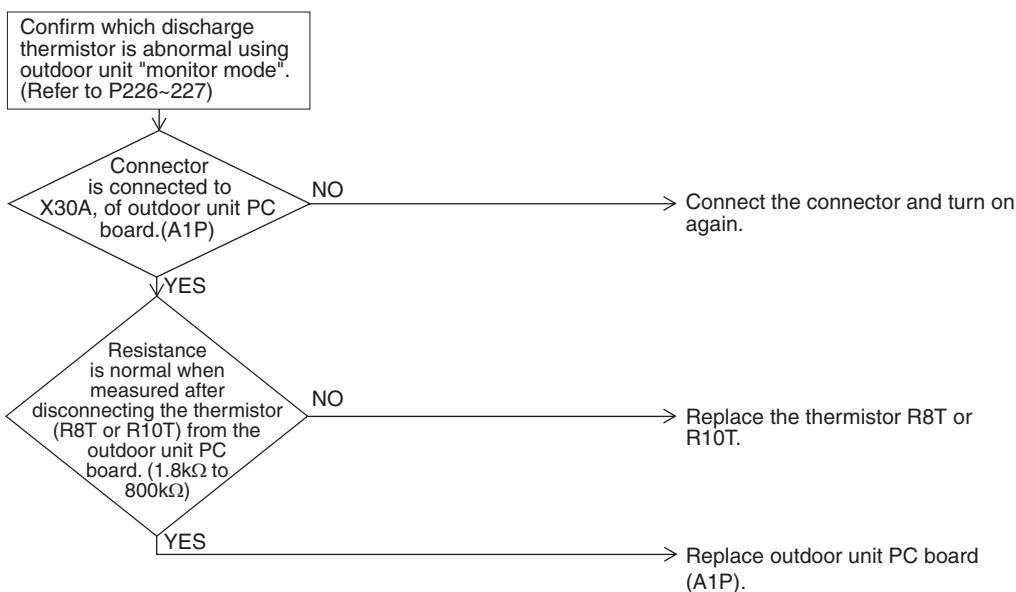 Confirm which discharge
thermistor is abnormal using
outdoor unit "monitor mode".
(Refer to P226~227)
Connector
is connected to
X30A, of outdoor unit PC
board.(A1P)
NO
Connect the connector and turn on
again.
YES
Resistance
is normal when
measured after
disconnecting the thermistor
(R8T or R10T) from the
outdoor unit PC
board. (1.8kΩ to
800kΩ)
NO
Replace the thermistor R8T or
R10T.
YES
Replace outdoor unit PC board
(A1P).